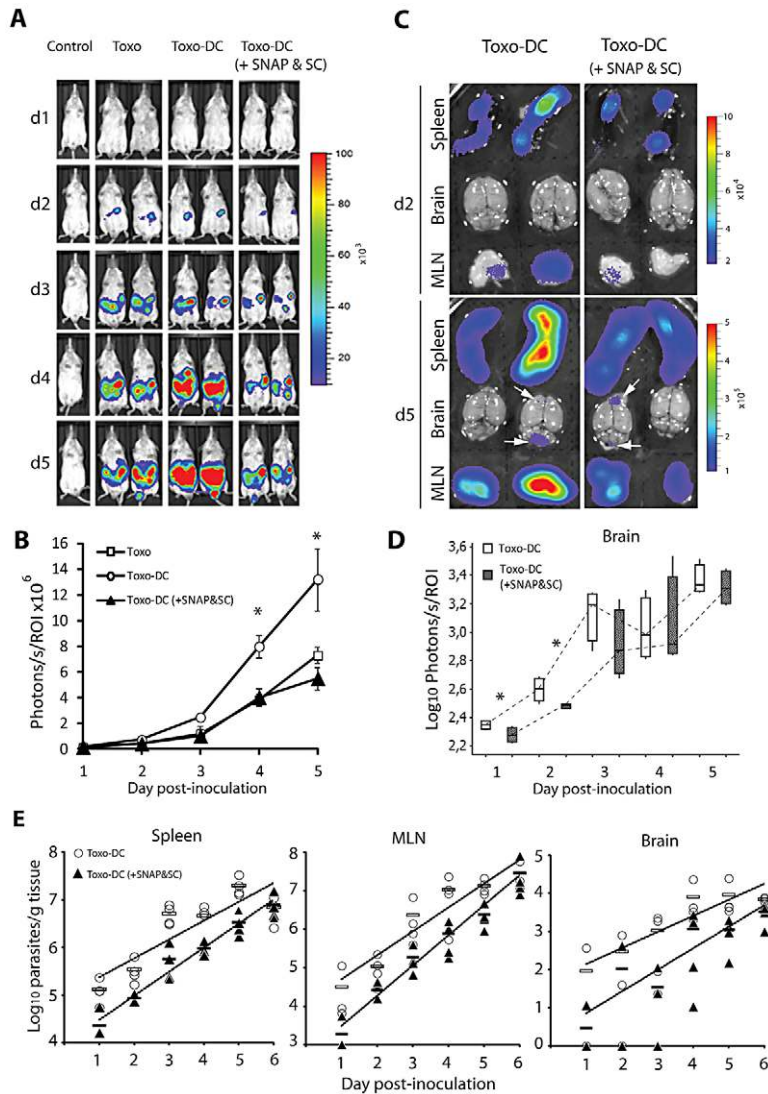 A
Control Toxo Toxo-DC Toxo-DC
(+ SNAP & SC)
d1
d2
d3
d4
d5
100
80
60
40
20
x10³
C
Toxo-DC Toxo-DC
(+ SNAP & SC)
d2
Spleen
Brain
MLN
10
8
6
4
2
x10⁴
d5
Spleen
Brain
MLN
5
4
3
2
1
x10⁵
B
Photons/s/ROI x10⁶
16
14
12
10
8
6
4
2
0
Toxo
Toxo-DC
Toxo-DC (+SNAP&SC)
*
*
1 2 3 4 5
Day post-inoculation
D
Brain
Log10 Photons/s/ROI
3,6
3,4
3,2
3,0
2,8
2,6
2,4
2,2
Toxo-DC
Toxo-DC
(+SNAP&SC)
*
*
1 2 3 4 5
Day post-inoculation
E
Spleen MLN Brain
Toxo-DC
Toxo-DC (+SNAP&SC)
Log10 parasites/g tissue
8
7
6
5
4
1 2 3 4 5 6
8
7
6
5
4
3
1 2 3 4 5 6
5
4
3
2
1
0
1 2 3 4 5 6
Day post-inoculation